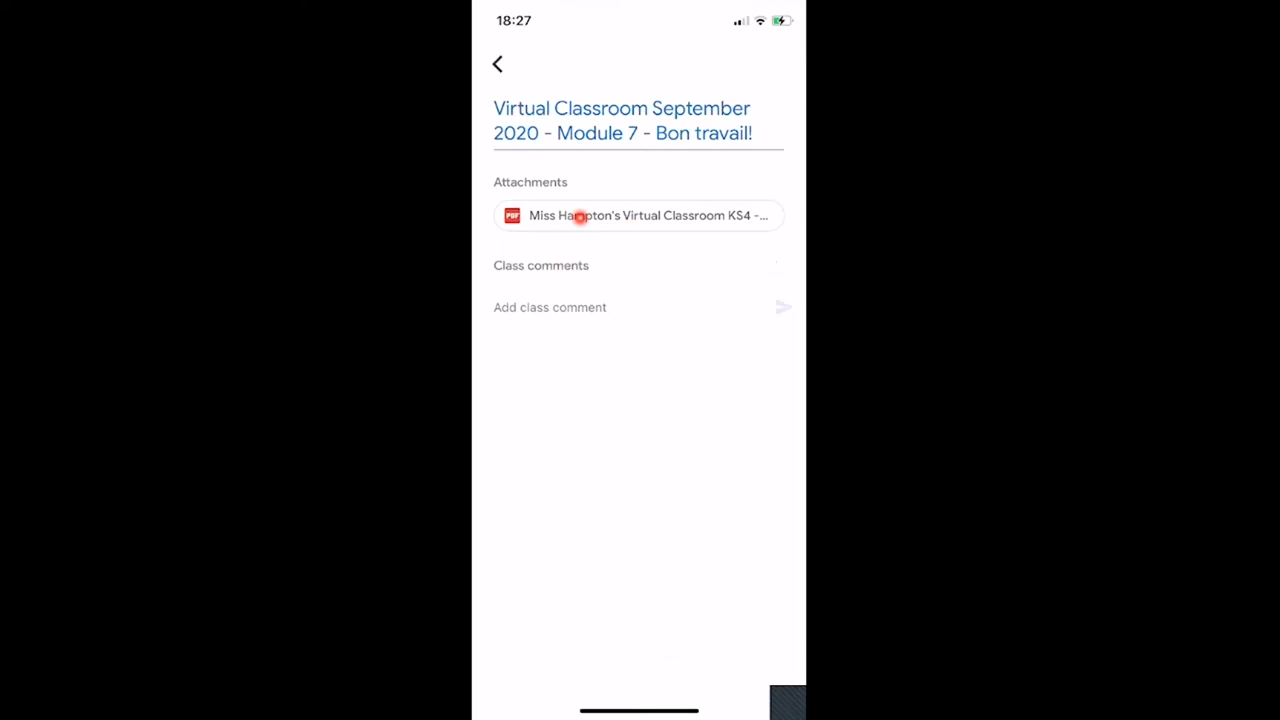 18:27
Virtual Classroom September
2020 - Module 7 - Bon travail!
Attachments
PDF Miss Hampton's Virtual Classroom KS4 -...
Class comments
Add class comment